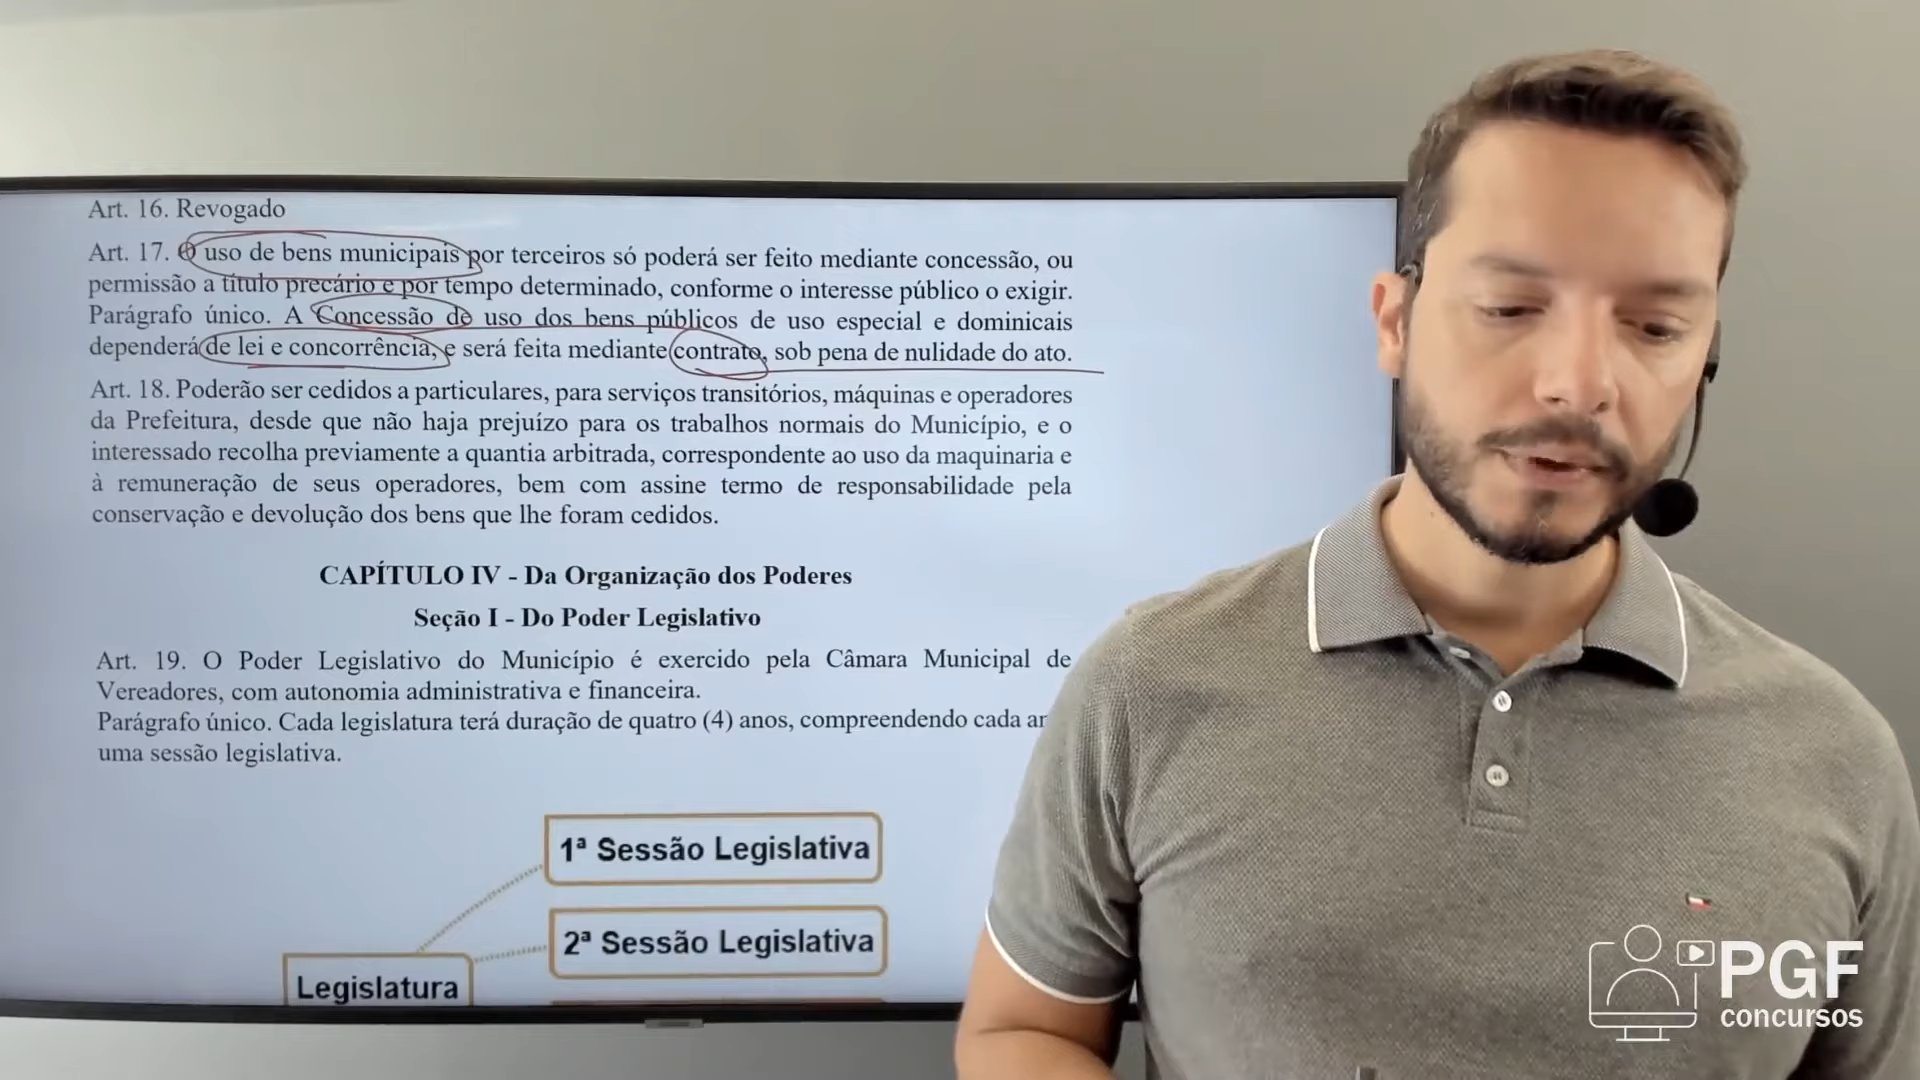 Art. 16. Revogado
Art. 17. O uso de bens municipais por terceiros só poderá ser feito mediante concessão, ou
permissão a título precário e por tempo determinado, conforme o interesse público o exigir.
Parágrafo único. A Concessão de uso dos bens públicos de uso especial e dominicais
dependerá de lei e concorrência, e será feita mediante contrato, sob pena de nulidade do ato.
Art. 18. Poderão ser cedidos a particulares, para serviços transitórios, máquinas e operadores
da Prefeitura, desde que não haja prejuízo para os trabalhos normais do Município, e o
interessado recolha previamente a quantia arbitrada, correspondente ao uso da maquinaria e
à remuneração de seus operadores, bem com assine termo de responsabilidade pela
conservação e devolução dos bens que lhe foram cedidos.
CAPÍTULO IV - Da Organização dos Poderes
Seção I - Do Poder Legislativo
Art. 19. O Poder Legislativo do Município é exercido pela Câmara Municipal de
Vereadores, com autonomia administrativa e financeira.
Parágrafo único. Cada legislatura terá duração de quatro (4) anos, compreendendo cada
uma sessão legislativa.
1ª Sessão Legislativa
2ª Sessão Legislativa
Legislatura
PGF
concursos